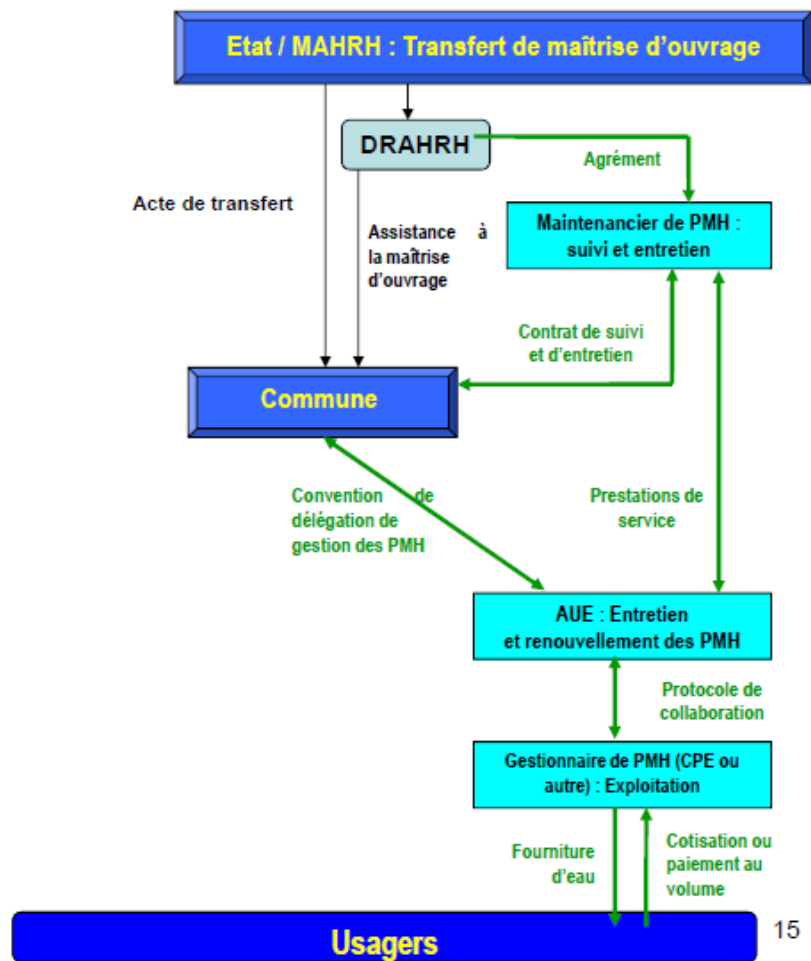 Etat / MAHRH : Transfert de maîtrise d'ouvrage
DRAHRH
Agrément
Acte de transfert
Assistance à
la maîtrise
d'ouvrage
Maintenancier de PMH :
suivi et entretien
Contrat de suivi
et d'entretien
Commune
Convention de
délégation de
gestion des PMH
Prestations de
service
AUE : Entretien
et renouvellement des PMH
Protocole de
collaboration
Gestionnaire de PMH (CPE ou
autre) : Exploitation
Fourniture
d'eau
Cotisation ou
paiement au
volume
Usagers
15